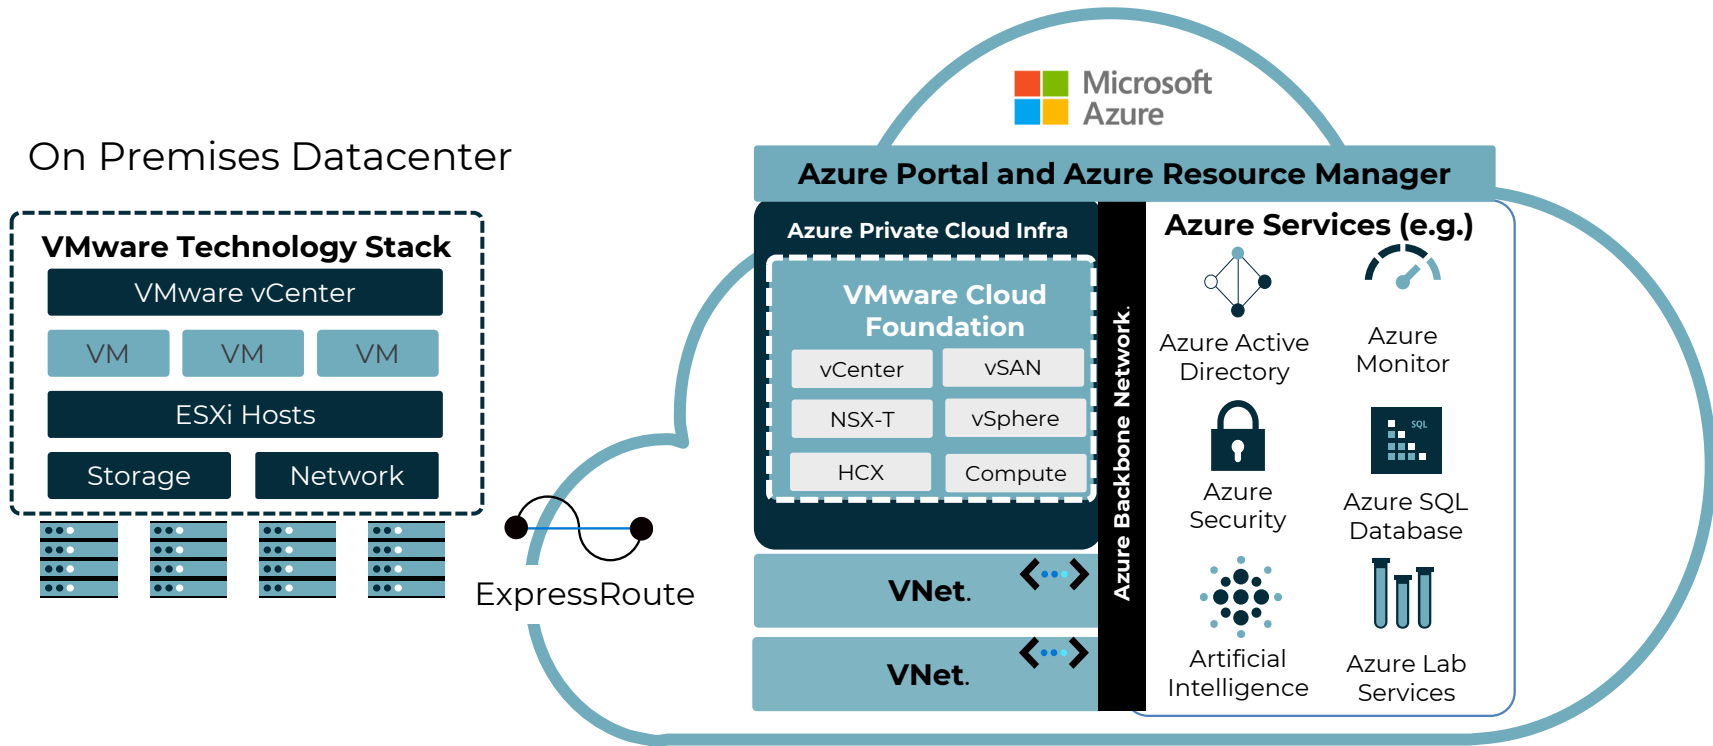 On Premises Datacenter
VMware Technology Stack
VMware vCenter
VM
VM
VM
ESXi Hosts
Storage
Network
ExpressRoute
Microsoft
Azure
Azure Portal and Azure Resource Manager
Azure Private Cloud Infra
VMware Cloud
Foundation
vCenter
vSAN
NSX-T
vSphere
HCX
Compute
VNet.
VNet.
Azure Backbone Network.
Azure Services (e.g.)
Azure Active
Directory
Azure
Monitor
Azure
Security
SQL
Azure SQL
Database
Artificial
Intelligence
Azure Lab
Services